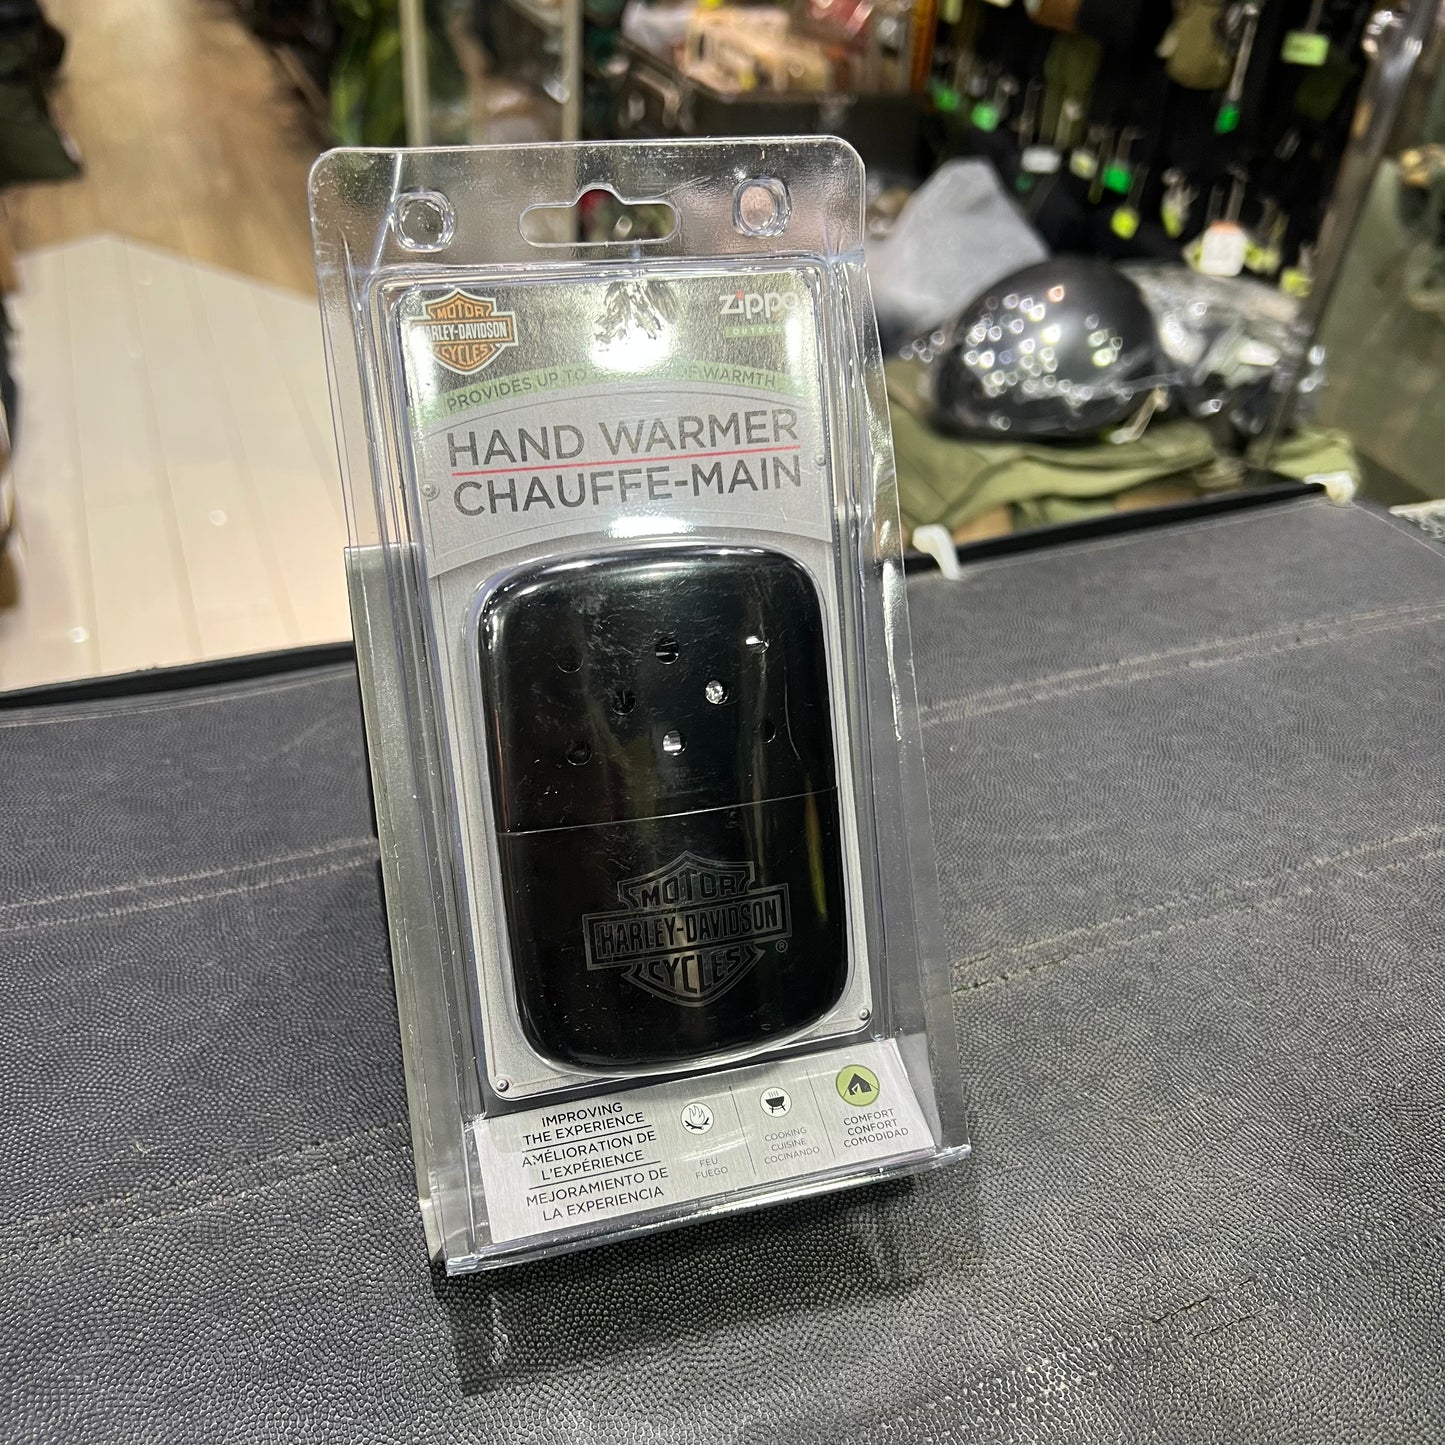 MOTOR
HARLEY-DAVIDSON
CYCLES
zippo
OUTDOOR
PROVIDES UP TO OF WARMTH
HAND WARMER
CHAUFFE-MAIN
MOTOR
HARLEY-DAVIDSON
CYCLES
®
IMPROVING
THE EXPERIENCE
AMÉLIORATION DE
L'EXPÉRIENCE
MEJORAMIENTO DE
LA EXPERIENCIA
FEU
FUEGO
COOKING
CUISINE
COCINANDO
COMFORT
CONFORT
COMODIDAD